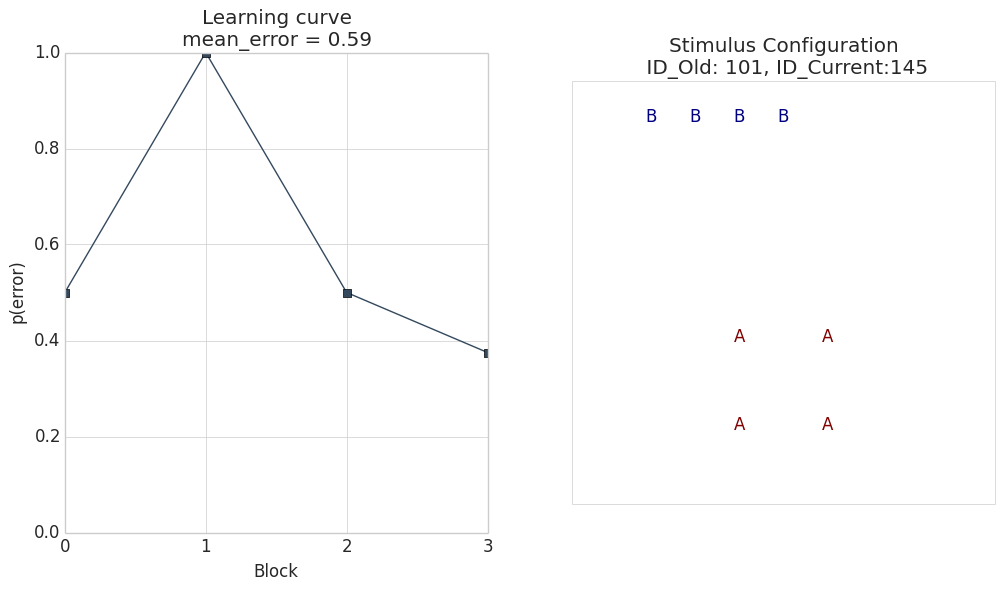 Learning curve
mean_error = 0.59
1.0
0.8
0.6
0.4
0.2
0.0
p(error)
0 1 2 3
Block
Stimulus Configuration
ID_Old: 101, ID_Current:145
B B B B
A A
A A